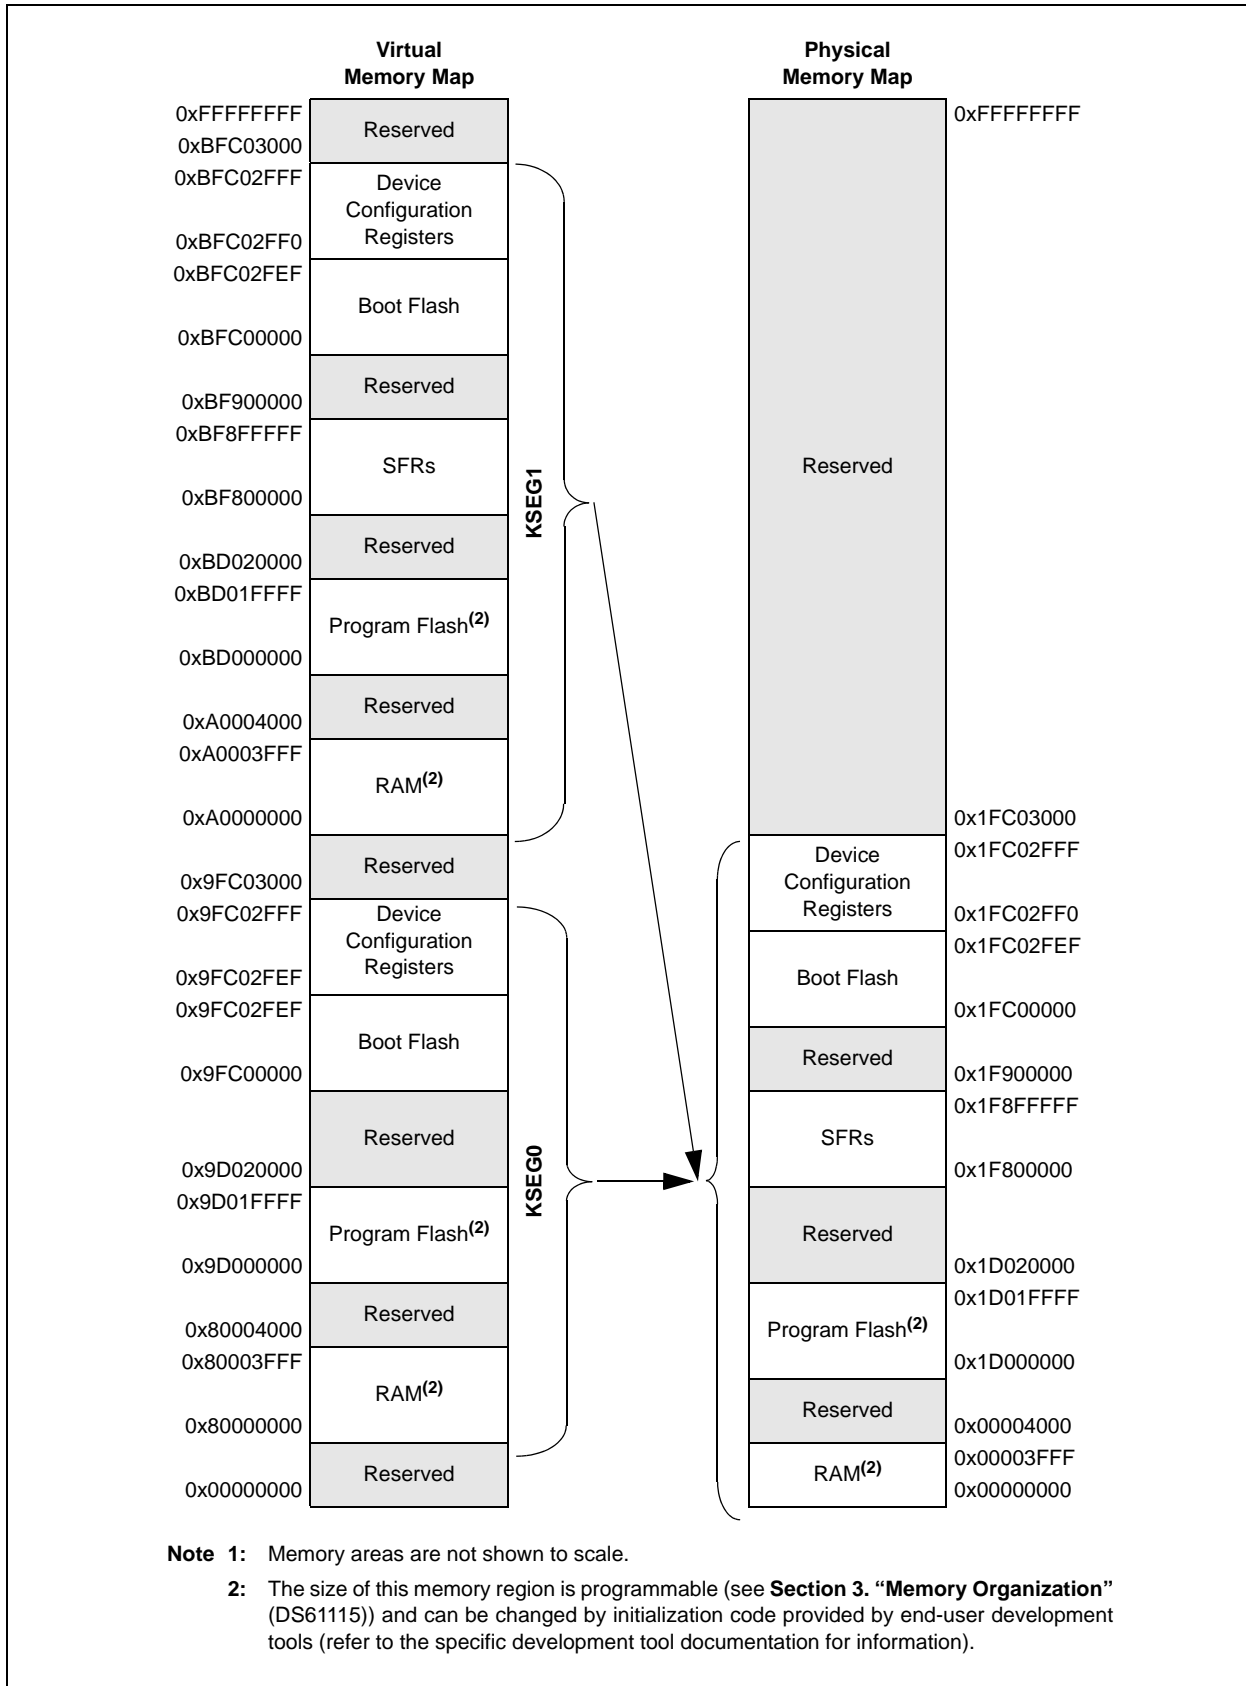 Virtual
Memory Map
0xFFFFFFFF
Reserved
0xBFC03000
0xBFC02FFF
Device
Configuration
Registers
0xBFC02FF0
0xBFC02FEF
Boot Flash
0xBFC00000
Reserved
0xBF900000
0xBF8FFFFF
SFRs
0xBF800000
Reserved
0xBD020000
0xBD01FFFF
Program Flash(2)
0xBD000000
Reserved
0xA0004000
0xA0003FFF
RAM(2)
0xA0000000
Reserved
0x9FC03000
0x9FC02FFF
Device
Configuration
Registers
0x9FC02FEF
0x9FC02FEF
Boot Flash
0x9FC00000
Reserved
0x9D020000
0x9D01FFFF
Program Flash(2)
0x9D000000
Reserved
0x80004000
0x80003FFF
RAM(2)
0x80000000
Reserved
0x00000000
KSEG1
KSEG0
Physical
Memory Map
0xFFFFFFFF
Reserved
0x1FC03000
0x1FC02FFF
Device
Configuration
Registers
0x1FC02FF0
0x1FC02FEF
Boot Flash
0x1FC00000
Reserved
0x1F900000
0x1F8FFFFF
SFRs
0x1F800000
Reserved
0x1D020000
0x1D01FFFF
Program Flash(2)
0x1D000000
Reserved
0x00004000
0x00003FFF
RAM(2)
0x00000000
Note 1: Memory areas are not shown to scale.
2: The size of this memory region is programmable (see Section 3. “Memory Organization”
(DS61115)) and can be changed by initialization code provided by end-user development
tools (refer to the specific development tool documentation for information).